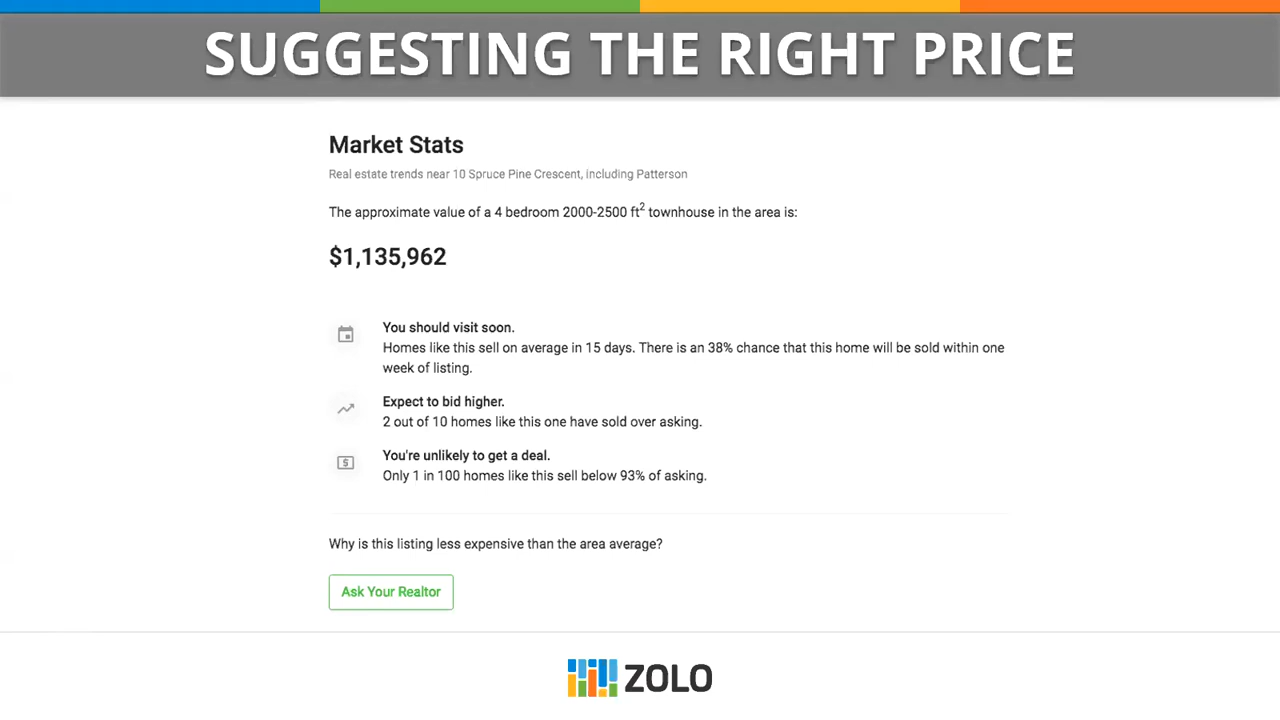 SUGGESTING THE RIGHT PRICE
Market Stats
Real estate trends near 10 Spruce Pine Crescent, including Patterson
The approximate value of a 4 bedroom 2000-2500 ft² townhouse in the area is:
$1,135,962
You should visit soon.
Homes like this sell on average in 15 days. There is an 38% chance that this home will be sold within one
week of listing.
Expect to bid higher.
2 out of 10 homes like this one have sold over asking.
You're unlikely to get a deal.
Only 1 in 100 homes like this sell below 93% of asking.
Why is this listing less expensive than the area average?
Ask Your Realtor
ZOLO